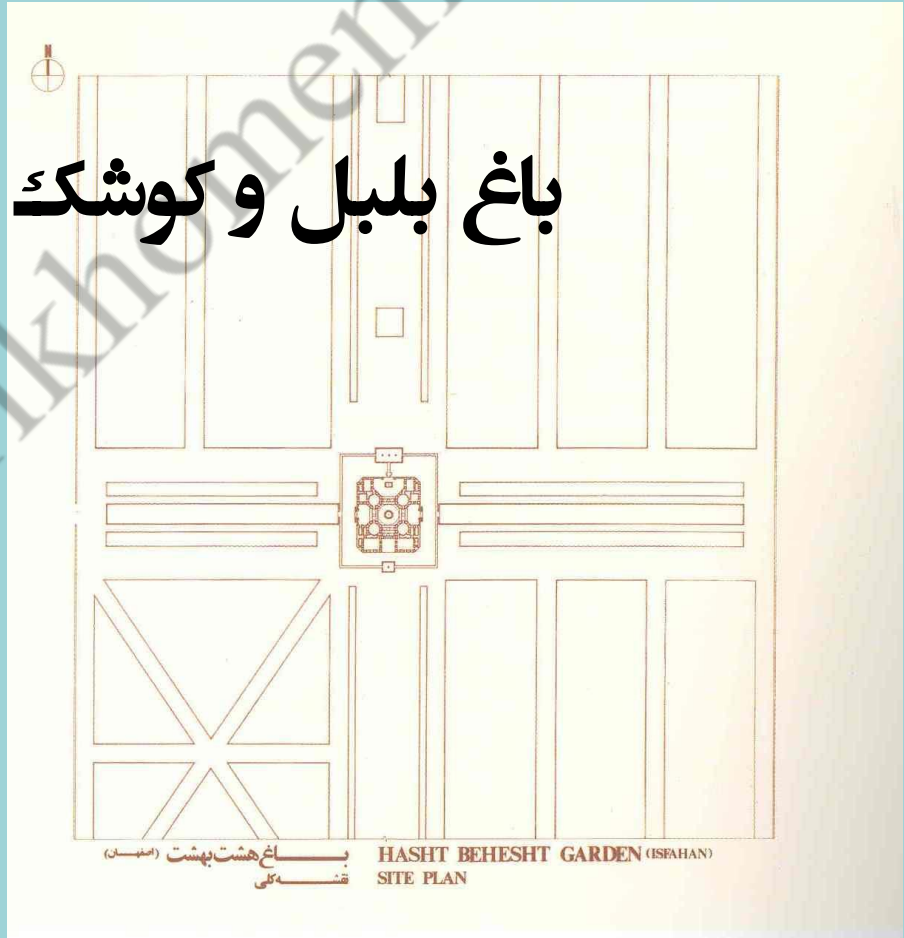 N
باغ بلبل و کوشک
باغ هشت بهشت (اصفهان)
نقشه کلی
HASHT BEHESHT GARDEN (ISFAHAN)
SITE PLAN